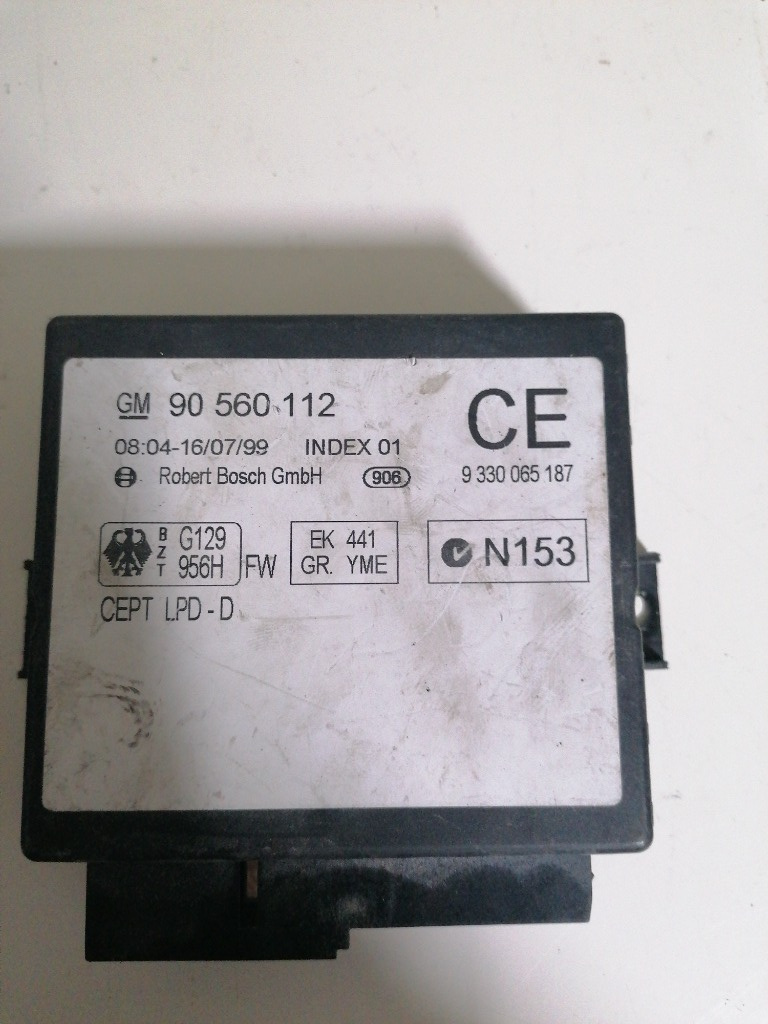 GM 90 560 112
CE
08:04-16/07/99 INDEX 01
Robert Bosch GmbH 906 9 330 065 187
BZT G129 956H FW
EK 441
GR. YME
N153
CEPT LPD - D